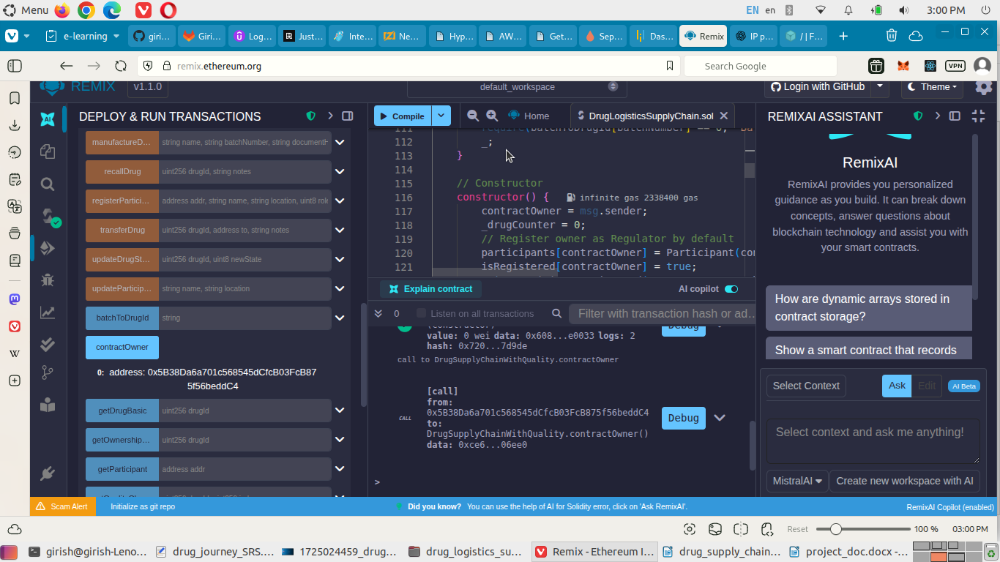 Menu
EN en 3:00 PM
e-learning giri... Giri... Log... Just... Inte... Ne... Hyp... AW... Get... Sep... Das... Remix IP p... / | F...
remix.ethereum.org
Search Google
VPN
REMIX v1.1.0 default_workspace Login with GitHub Theme
DEPLOY & RUN TRANSACTIONS
manufactureD... string name, string batchNumber, string documentH
recallDrug uint256 drugId, string notes
registerPartici... address addr, string name, string location, uint8 role
transferDrug uint256 drugId, address to, string notes
updateDrugSt... uint256 drugId, uint8 newState
updateParticip... string name, string location
batchToDrugId string
contractOwner
0: address: 0x5B38Da6a701c568545dCfcB03FcB87
5f56beddC4
getDrugBasic uint256 drugId
getOwnership... uint256 drugId
getParticipant address addr
Compile Home DrugLogisticsSupplyChain.sol
111 require(batchToDrugId[batchNumber] == 0, "Ba
112 _;
113 }
114
115 // Constructor
116 constructor() { infinite gas 2338400 gas
117 contractOwner = msg.sender;
118 _drugCounter = 0;
119 // Register owner as Regulator by default
120 participants[contractOwner] = Participant(co
121 isRegistered[contractOwner] = true;
Explain contract AI copilot
0 Listen on all transactions Filter with transaction hash or ad...
(constructor) Debug
value: 0 wei data: 0x608...e0033 logs: 2
hash: 0x720...7d9de
call to DrugSupplyChainWithQuality.contractOwner
[call]
from:
0x5B38Da6a701c568545dCfcB03FcB875f56beddC4
to:
DrugSupplyChainWithQuality.contractOwner()
data: 0xce6...06ee0
CALL
Debug
>
REMIXAI ASSISTANT
RemixAI
RemixAI provides you personalized
guidance as you build. It can break down
concepts, answer questions about
blockchain technology and assist you with
your smart contracts.
How are dynamic arrays stored in
contract storage?
Show a smart contract that records
Select Context Ask Edit AI Beta
Select context and ask me anything!
MistralAI Create new workspace with AI
AI
Scam Alert Initialize as git repo Did you know? You can use the help of AI for Solidity error, click on 'Ask RemixAI'. RemixAI Copilot (enabled)
Reset 100 % 03:00 PM
girish@girish-Leno... drug_journey_SRS.... 1725024459_drug... drug_logistics_su... Remix - Ethereum I... drug_supply_chain... project_doc.docx -...